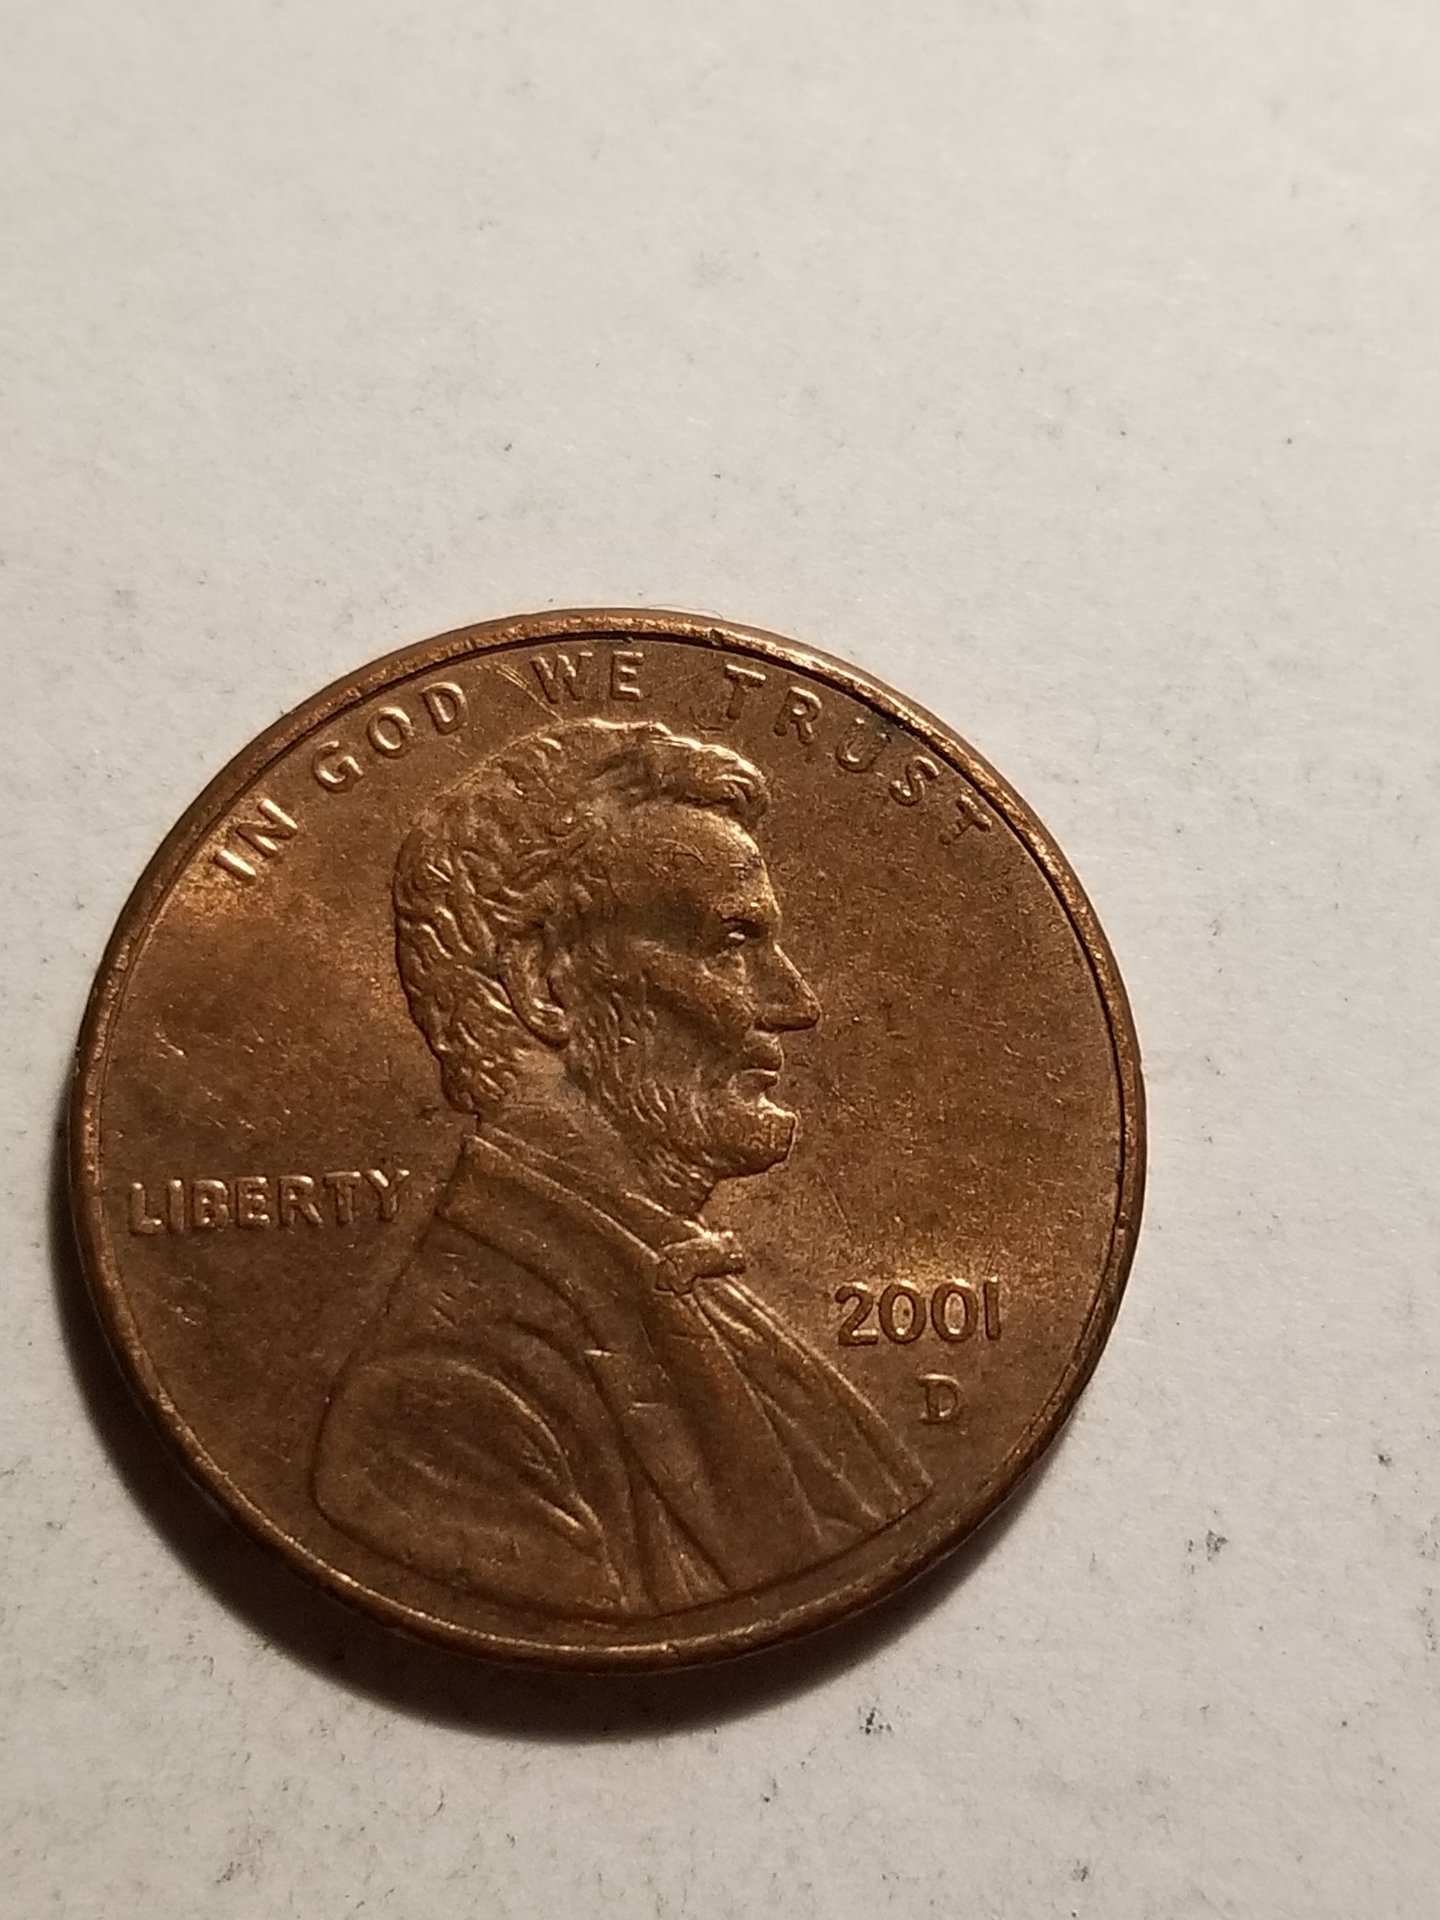 IN GOD WE TRUST
LIBERTY
2001
D